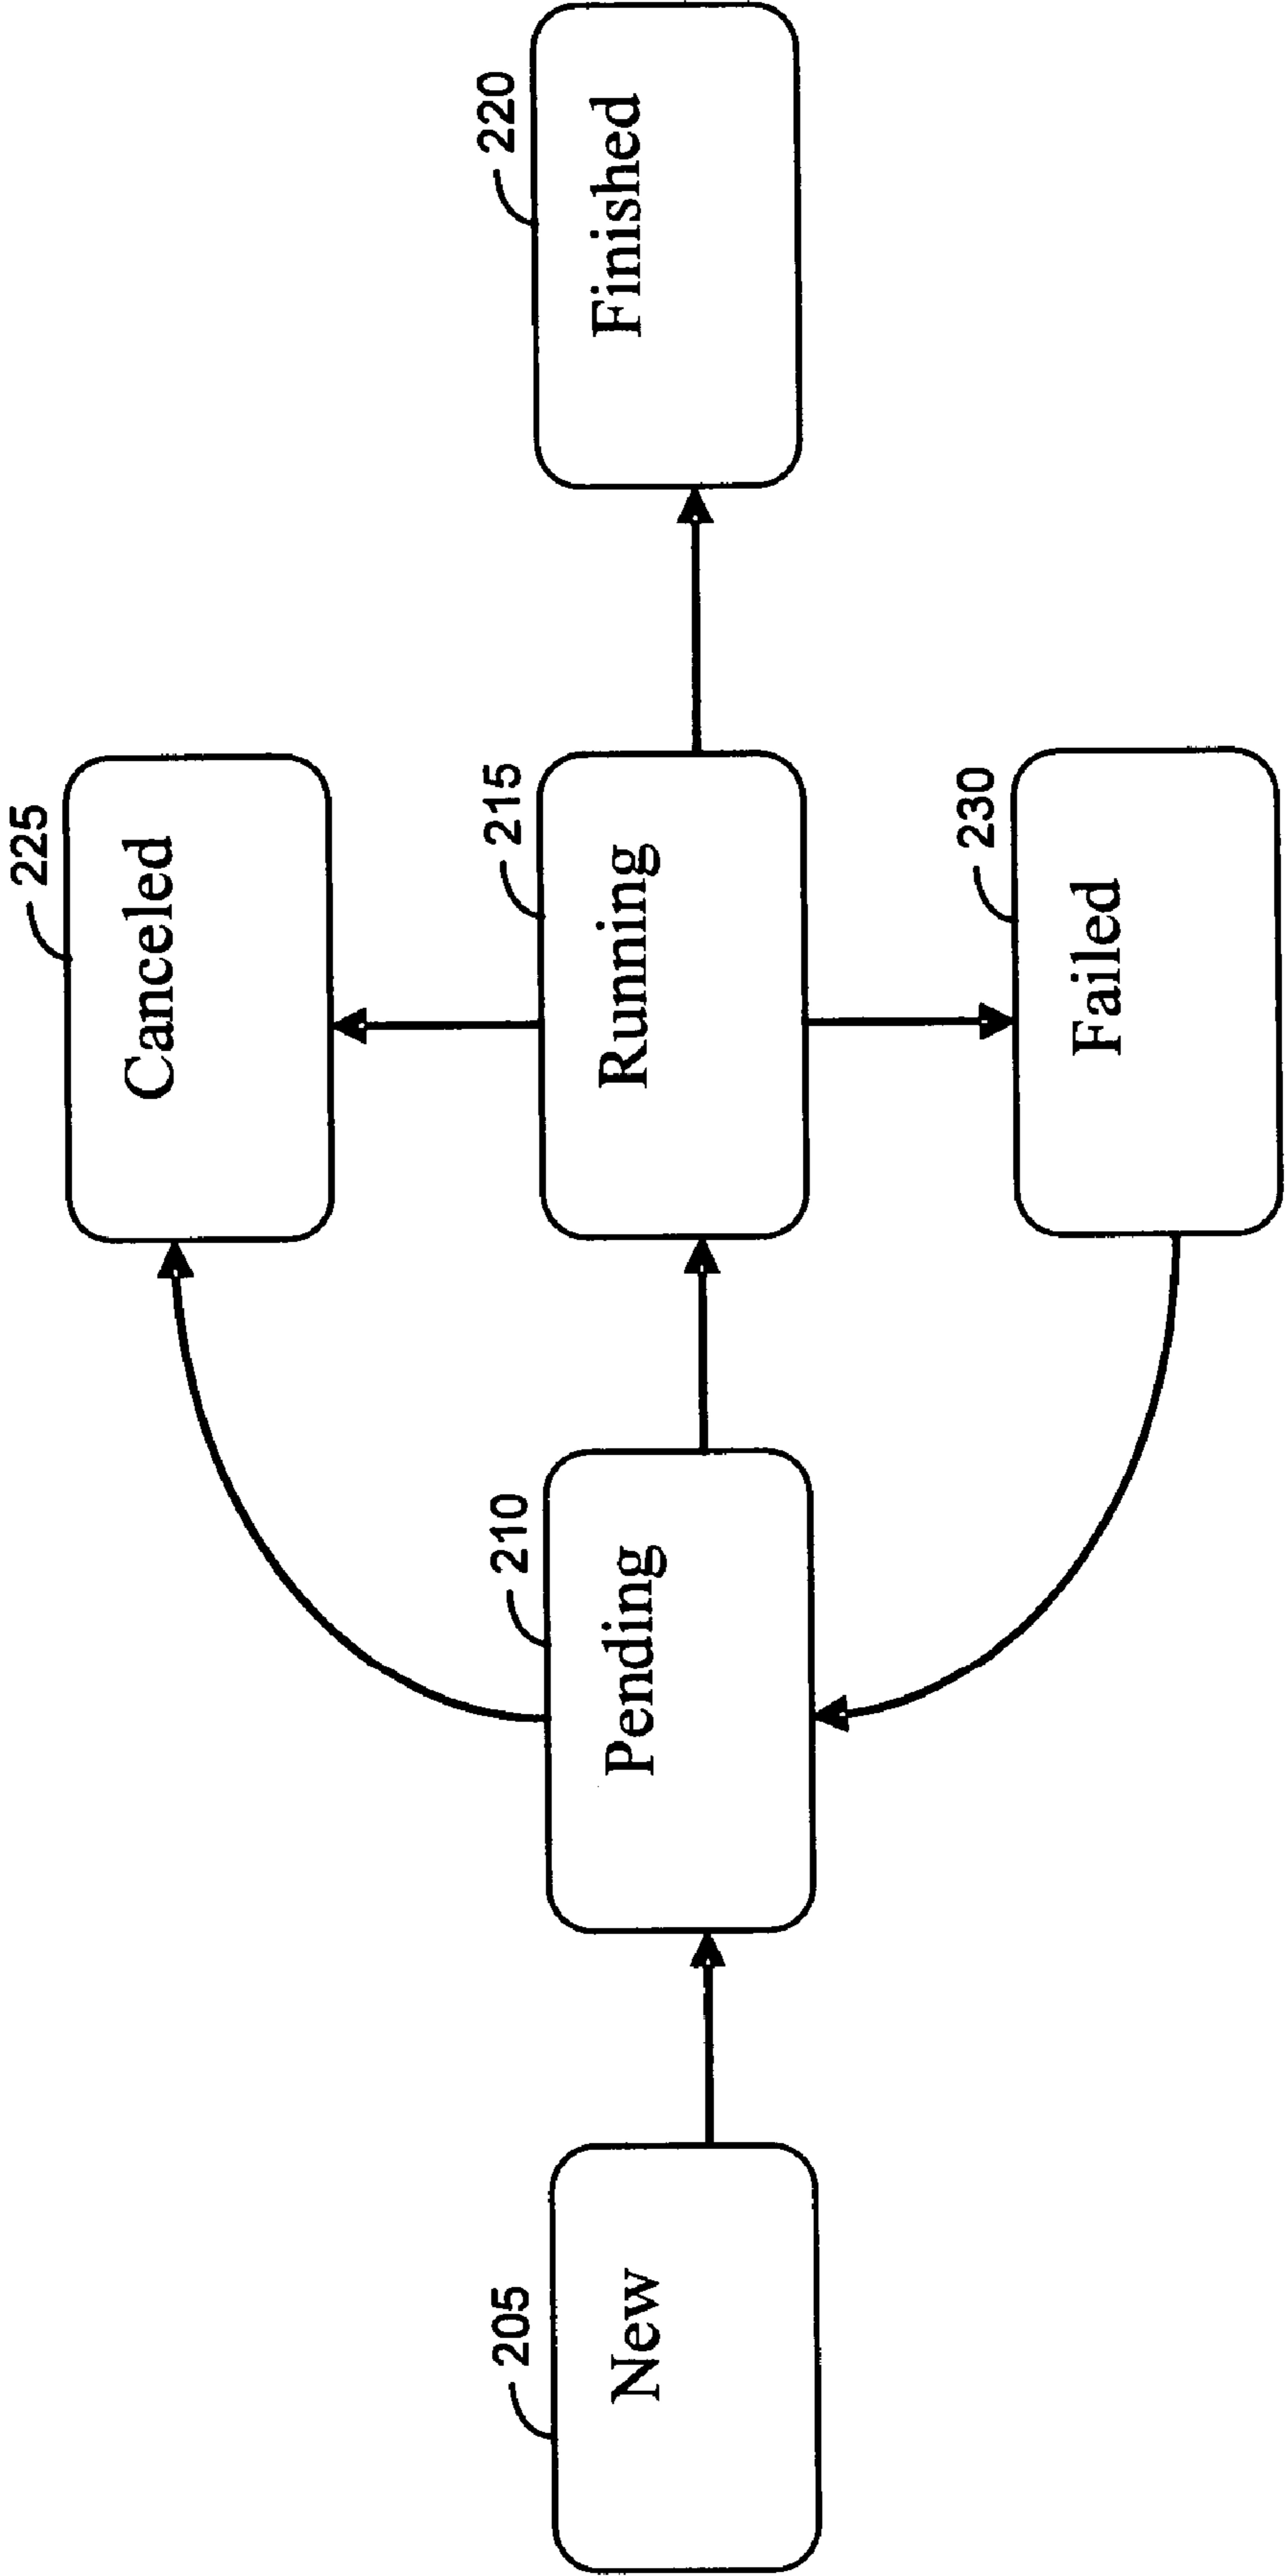 225
Canceled
205
New
210
Pending
215
Running
220
Finished
230
Failed